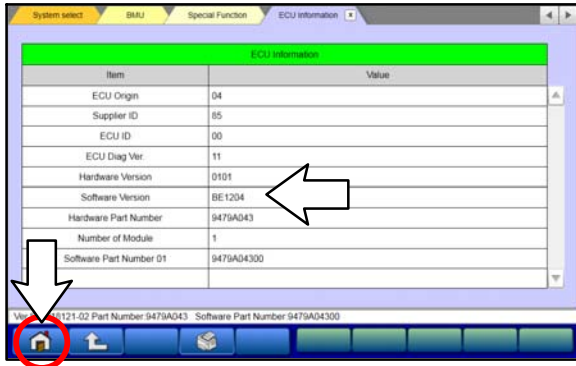 System select BMU Special Function ECU Information x
ECU Information
Item Value
ECU Origin 04
Supplier ID 85
ECU ID 00
ECU Diag Ver. 11
Hardware Version 0101
Software Version BE1204
Hardware Part Number 9479A043
Number of Module 1
Software Part Number 01 9479A04300
18121-02 Part Number:9479A043 Software Part Number:9479A04300